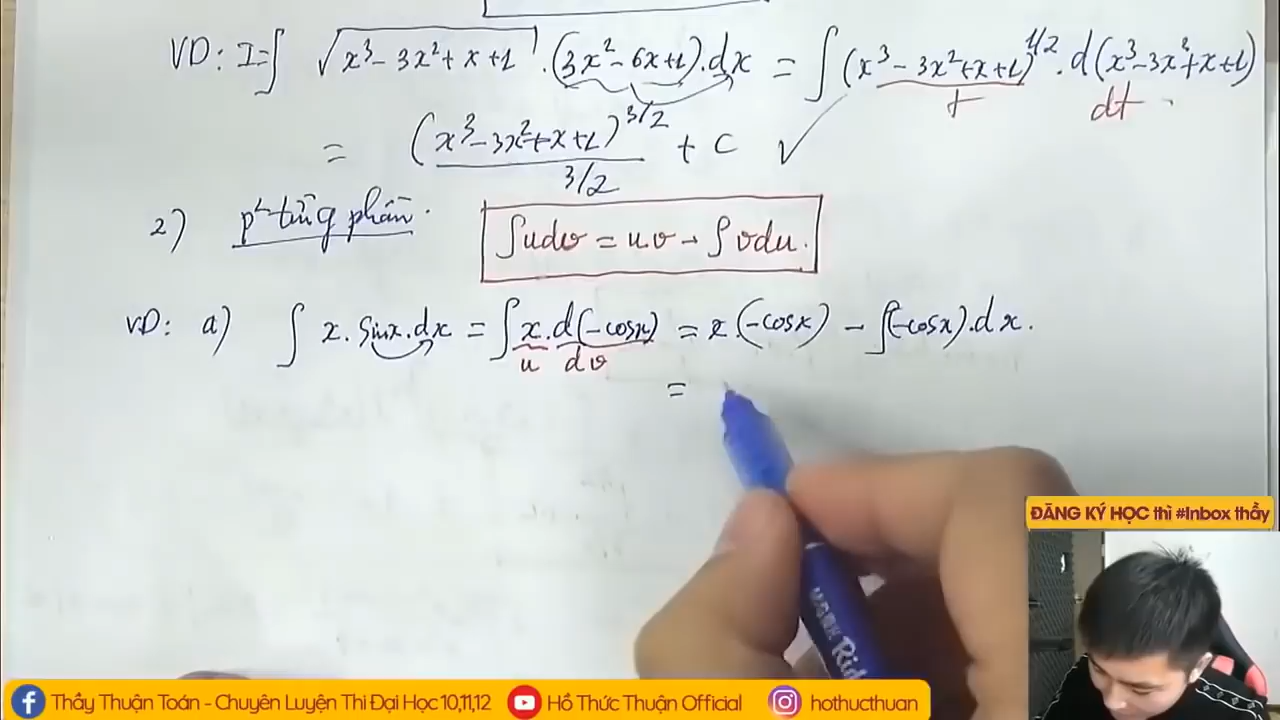 VD: I=∫ √(x³ - 3x² + x + 1) . (3x² - 6x + 1).dx = ∫ (x³ - 3x² + x + 1)^1/2 . d(x³ - 3x² + x + 1)
t dt
= (x³ - 3x² + x + 1)^3/2 / 3/2 + C ✓
2) p² từng phần. ∫udv = u.v - ∫vdu.
VD: a) ∫ x. sinx. dx = ∫ x. d(-cosx) = x.(-cosx) - ∫(-cosx).dx.
u dv
=
ĐĂNG KÝ HỌC thì #Inbox thầy
Thầy Thuận Toán - Chuyên Luyện Thi Đại Học 10,11,12 Hồ Thức Thuận Official hothucthuan